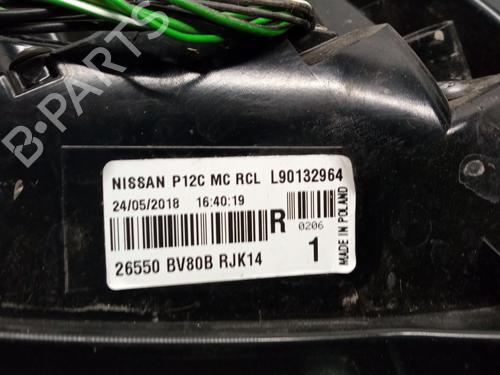 NISSAN P12C MC RCL L90132964
24/05/2018 16:40:19
R 0206
26550 BV80B RJK14 1
MADE IN POLAND
B-PARTS